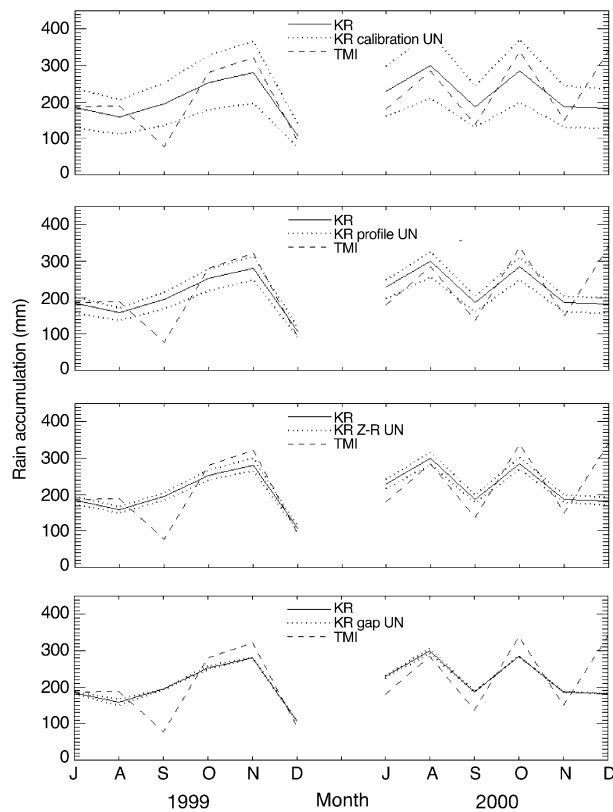 400
300
200
100
0
KR
KR calibration UN
TMI
400
300
200
100
0
KR
KR profile UN
TMI
400
300
200
100
0
KR
KR Z-R UN
TMI
400
300
200
100
0
KR
KR gap UN
TMI
Rain accumulation (mm)
J A S O N D J A S O N D
1999 Month 2000